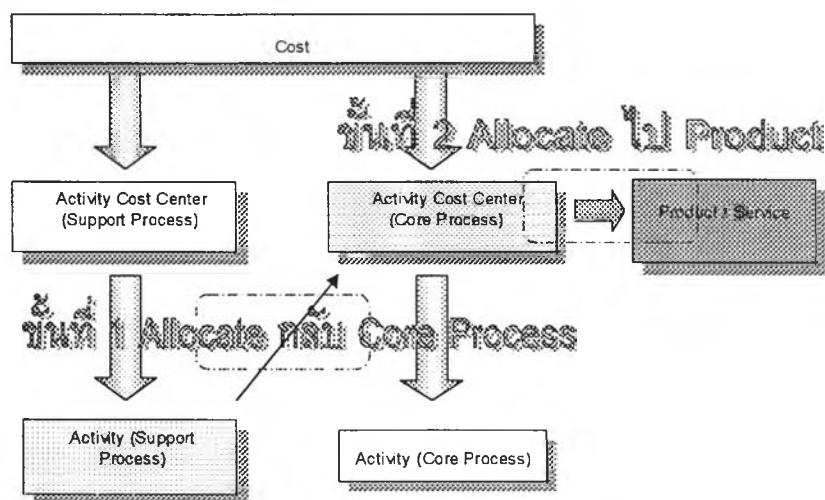 Cost
ขั้นที่ 2 Allocate ไป Product
Activity Cost Center
(Support Process)
Activity Cost Center
(Core Process)
Product / Service
ขั้นที่ 1 Allocate กลับ Core Process
Activity (Support
Process)
Activity (Core Process)